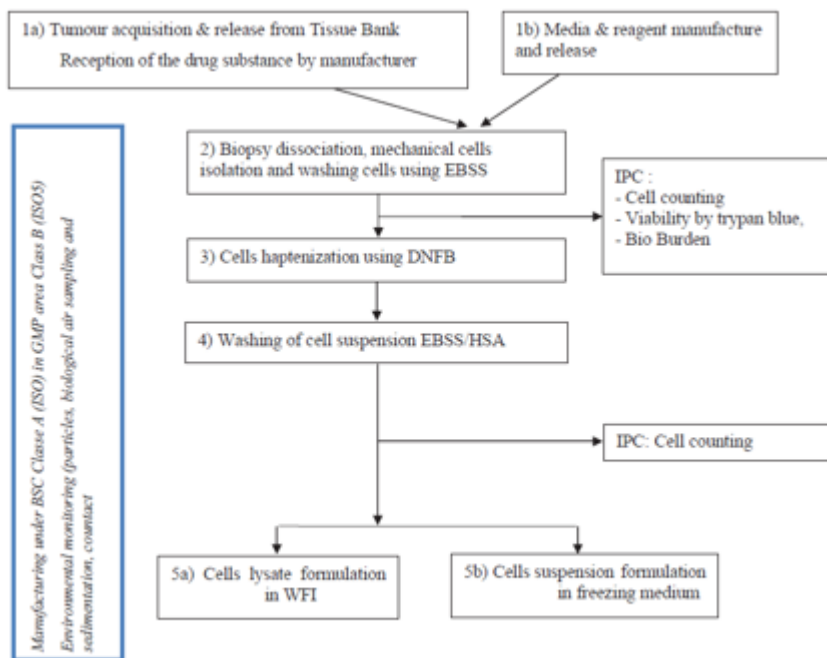 1a) Tumour acquisition & release from Tissue Bank
Reception of the drug substance by manufacturer
1b) Media & reagent manufacture
and release
2) Biopsy dissociation, mechanical cells
isolation and washing cells using EBSS
IPC :
- Cell counting
- Viability by trypan blue,
- Bio Burden
3) Cells haptenization using DNFB
4) Washing of cell suspension EBSS/HSA
IPC: Cell counting
5a) Cells lysate formulation
in WFI
5b) Cells suspension formulation
in freezing medium
Manufacturing under BSC Classe A (ISO) in GMP area Class B (ISO5)
Environmental monitoring (particles, biological air sampling and
sedimentation, countact